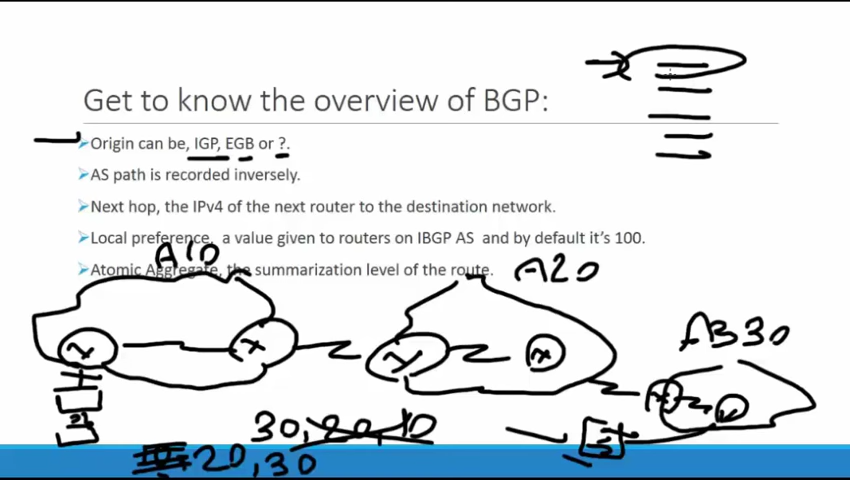 Get to know the overview of BGP:
Origin can be, IGP, EGB or ?.
AS path is recorded inversely.
Next hop, the IPv4 of the next router to the destination network.
Local preference, a value given to routers on IBGP AS and by default it's 100.
Atomic Aggregate, the summarization level of the route.
A10
A20
AB30
30,20,10
20,30